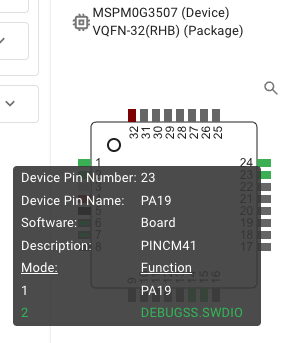 MSPM0G3507 (Device)
VQFN-32(RHB) (Package)
32 31 30 29 28 27 26 25
1 24
23
22
21
20
19
18
17
Device Pin Number: 23
Device Pin Name: PA19
Software: Board
Description: PINCM41
Mode: Function
1 PA19
2 DEBUGSS.SWDIO